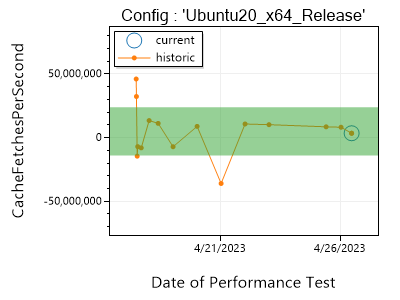 Config : 'Ubuntu20_x64_Release'
current
historic
CacheFetchesPerSecond
50,000,000
0
-50,000,000
4/21/2023
4/26/2023
Date of Performance Test